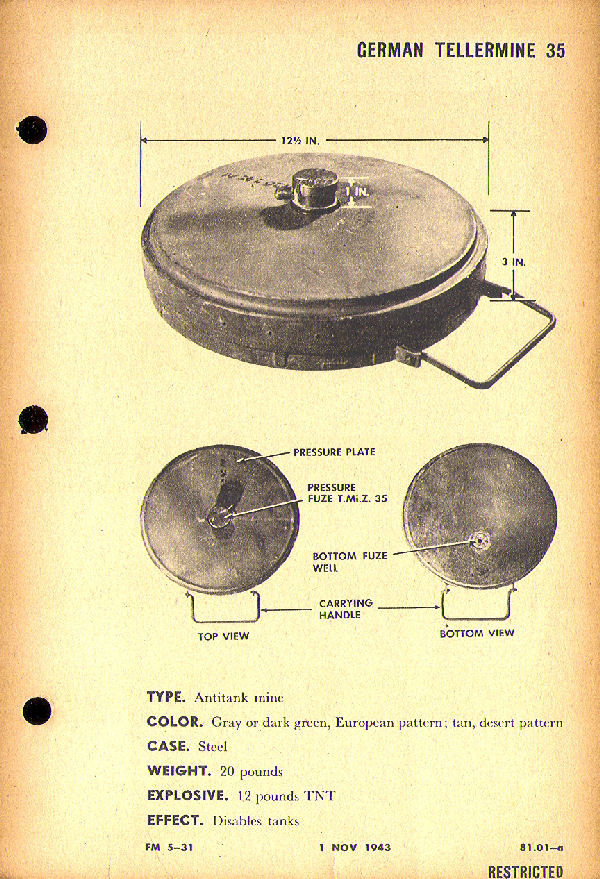 GERMAN TELLERMINE 35
12½ IN.
1 IN.
3 IN.
PRESSURE PLATE
PRESSURE
FUZE T.Mi.Z. 35
BOTTOM FUZE
WELL
CARRYING
HANDLE
TOP VIEW
BOTTOM VIEW
TYPE. Antitank mine
COLOR. Gray or dark green, European pattern; tan, desert pattern
CASE. Steel
WEIGHT. 20 pounds
EXPLOSIVE. 12 pounds TNT
EFFECT. Disables tanks
FM 5–31 1 NOV 1943 81.01–a
RESTRICTED